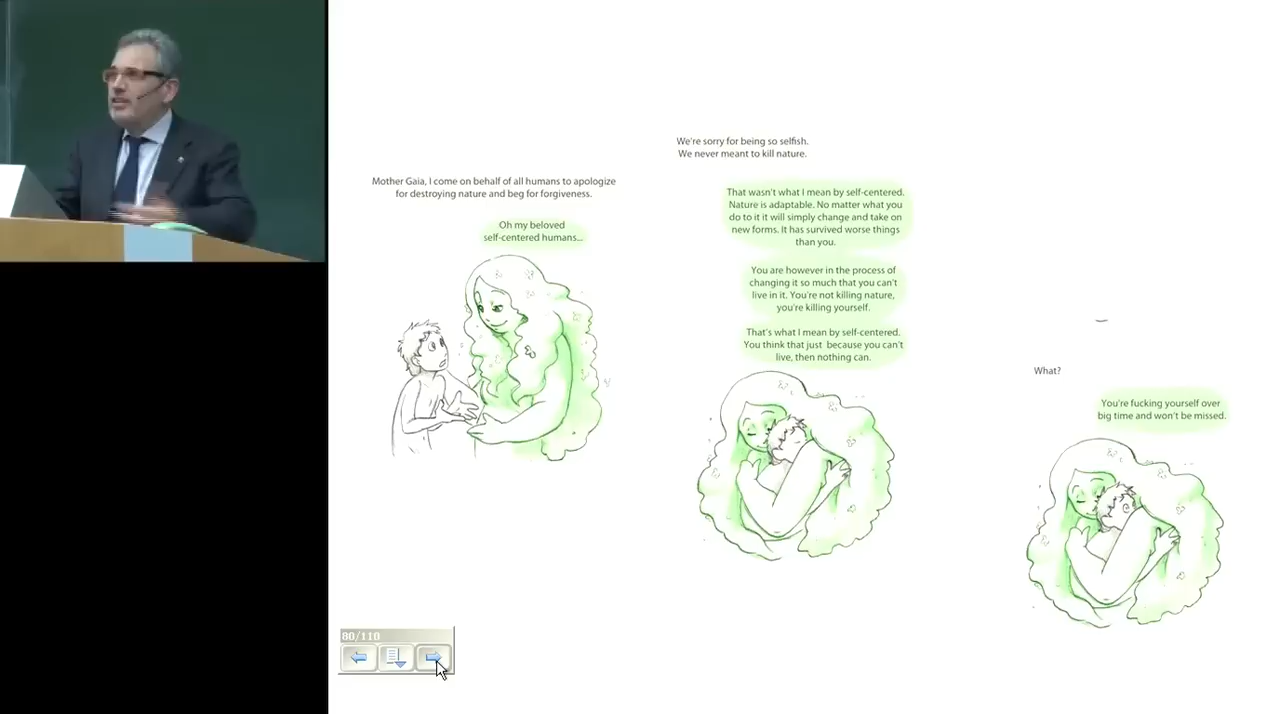 Mother Gaia, I come on behalf of all humans to apologize
for destroying nature and beg for forgiveness.
Oh my beloved
self-centered humans...
We're sorry for being so selfish.
We never meant to kill nature.
That wasn't what I mean by self-centered.
Nature is adaptable. No matter what you
do to it it will simply change and take on
new forms. It has survived worse things
than you.
You are however in the process of
changing it so much that you can't
live in it. You're not killing nature,
you're killing yourself.
That's what I mean by self-centered.
You think that just because you can't
live, then nothing can.
What?
You're fucking yourself over
big time and won't be missed.
80/110